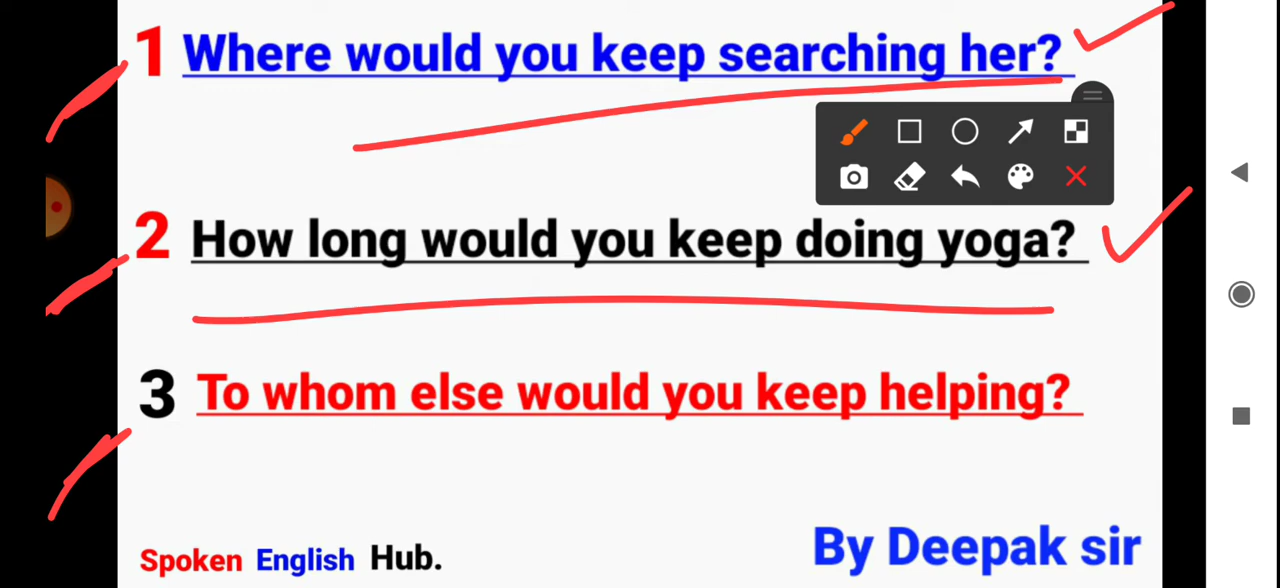 1 Where would you keep searching her?
2 How long would you keep doing yoga?
3 To whom else would you keep helping?
Spoken English Hub.
By Deepak sir